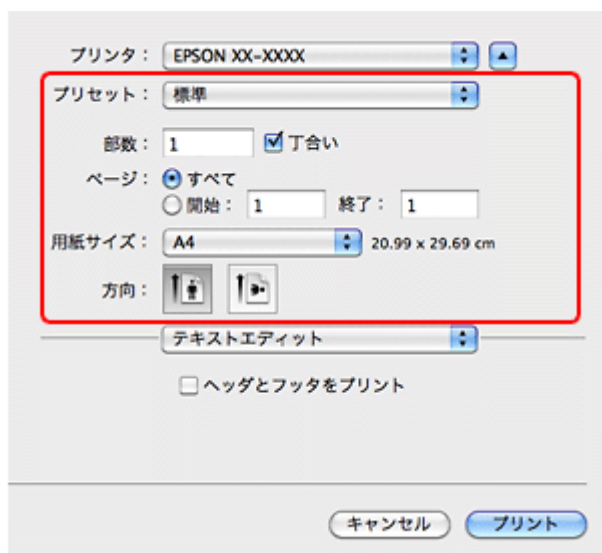 プリンタ： EPSON XX-XXXX
プリセット： 標準
部数： 1 丁合い
ページ： すべて
開始： 1 終了： 1
用紙サイズ： A4 20.99 x 29.69 cm
方向：
テキストエディット
ヘッダとフッタをプリント
キャンセル プリント